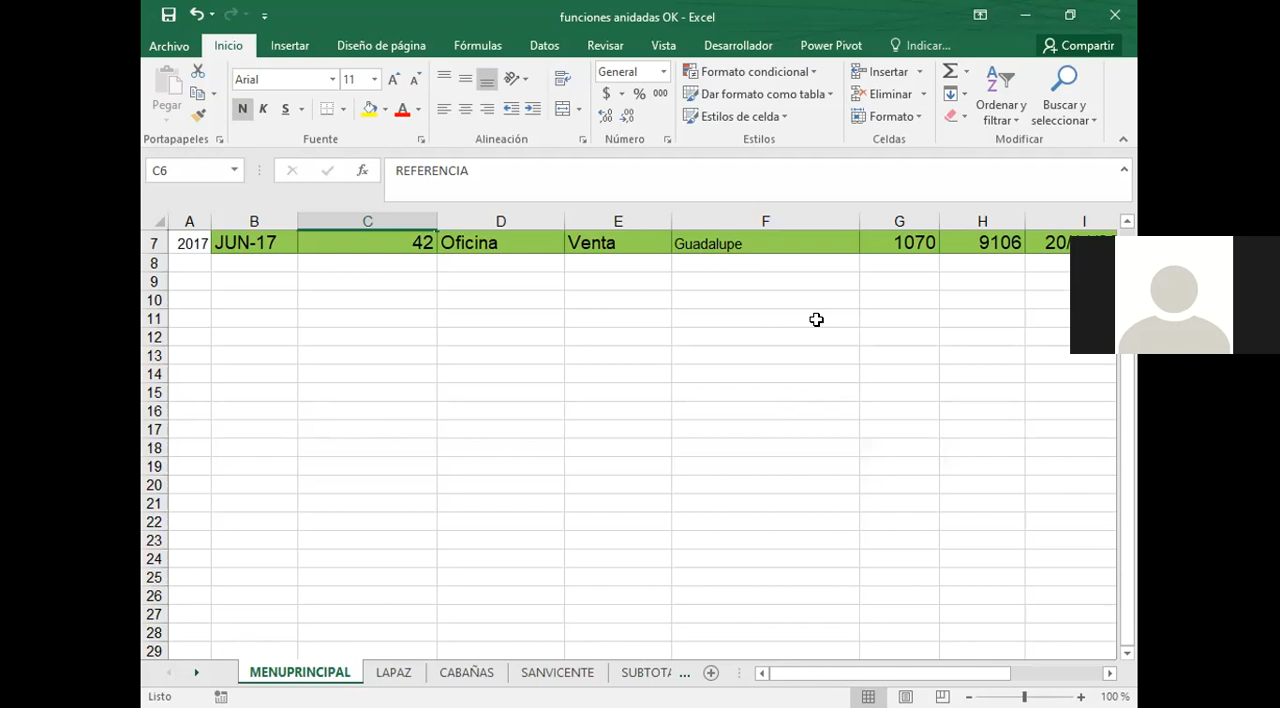 funciones anidadas OK - Excel
Archivo Inicio Insertar Diseño de página Fórmulas Datos Revisar Vista Desarrollador Power Pivot Indicar... Compartir
Pegar
Arial 11
N K S
General
$ % 000
Formato condicional
Dar formato como tabla
Estilos de celda
Insertar
Eliminar
Formato
Ordenar y filtrar
Buscar y seleccionar
Portapapeles Fuente Alineación Número Estilos Celdas Modificar
C6 fx REFERENCIA
A B C D E F G H I
7 2017 JUN-17 42 Oficina Venta Guadalupe 1070 9106
8
9
10
11
12
13
14
15
16
17
18
19
20
21
22
23
24
25
26
27
28
29
MENUPRINCIPAL LAPAZ CABAÑAS SANVICENTE SUBTOTA ...
Listo 100 %